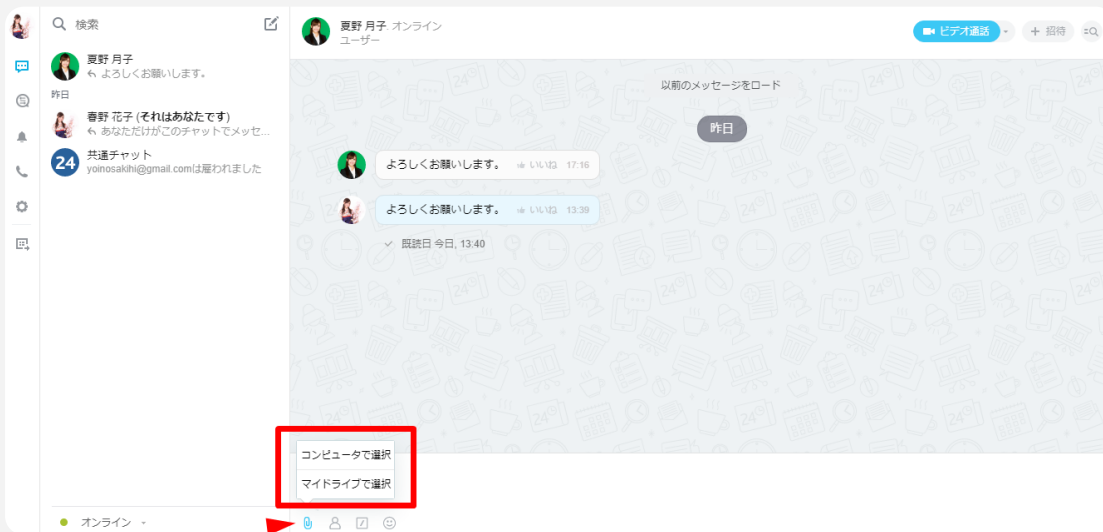 検索
夏野 月子
よろしくお願いします。
昨日
春野 花子 (それはあなたです)
あなただけがこのチャットでメッセ...
24
共通チャット
yoinosakihi@gmail.comは雇われました
オンライン
夏野 月子 オンライン
ユーザー
ビデオ通話
+ 招待
以前のメッセージをロード
昨日
よろしくお願いします。 いいね 17:16
よろしくお願いします。 いいね 13:39
既読日 今日, 13:40
コンピュータで選択
マイドライブで選択